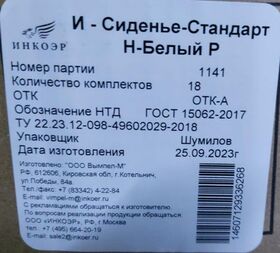 ИНКОЭР
И - Сиденье-Стандарт
Н-Белый Р
Номер партии 1141
Количество комплектов 18
ОТК ОТК-А
Обозначение НТД ГОСТ 15062-2017
ТУ 22.23.12-098-49602029-2018
Упаковщик Шумилов
Дата изготовления 25.09.2023г
Изготовлено: "ООО Вымпел-М"
РФ, 612606, Кировская обл, г.Котельнич,
ул Победы, 84а.
Тел./факс +7 (83342) 4-22-84
E-mail: vimpel-m@inkoer.ru
С рекламациями обращаться к изготовителю.
По вопросам реализации продукции обращаться
ООО «ИНКОЭР», РФ, г. Москва
тел: +7 (495) 664-20-19
E-mail sale2@inkoer.ru
14607129336258